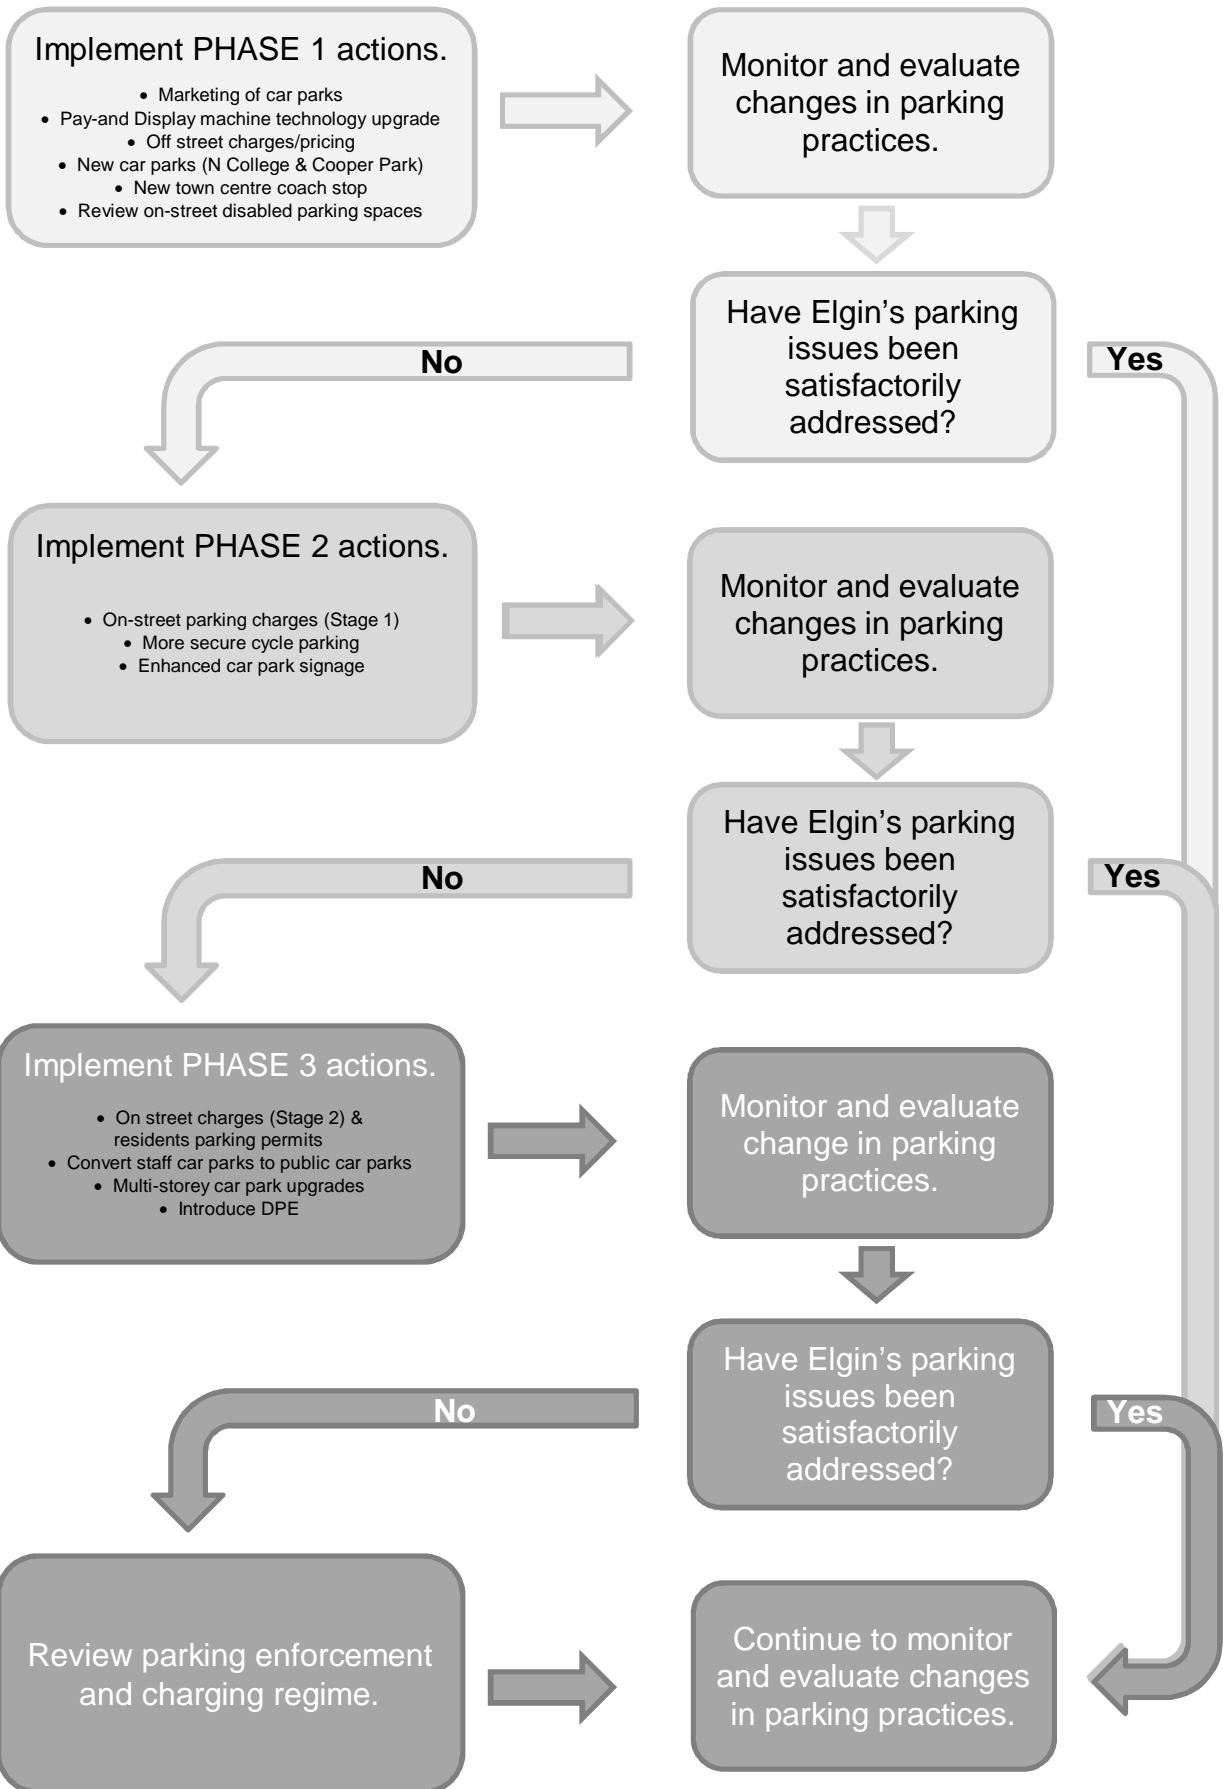 Implement PHASE 1 actions.
• Marketing of car parks
• Pay-and Display machine technology upgrade
• Off street charges/pricing
• New car parks (N College & Cooper Park)
• New town centre coach stop
• Review on-street disabled parking spaces
Monitor and evaluate
changes in parking
practices.
Have Elgin’s parking
issues been
satisfactorily
addressed?
No
Yes
Implement PHASE 2 actions.
• On-street parking charges (Stage 1)
• More secure cycle parking
• Enhanced car park signage
Monitor and evaluate
changes in parking
practices.
Have Elgin’s parking
issues been
satisfactorily
addressed?
No
Yes
Implement PHASE 3 actions.
• On street charges (Stage 2) &
residents parking permits
• Convert staff car parks to public car parks
• Multi-storey car park upgrades
• Introduce DPE
Monitor and evaluate
change in parking
practices.
Have Elgin’s parking
issues been
satisfactorily
addressed?
No
Yes
Review parking enforcement
and charging regime.
Continue to monitor
and evaluate changes
in parking practices.